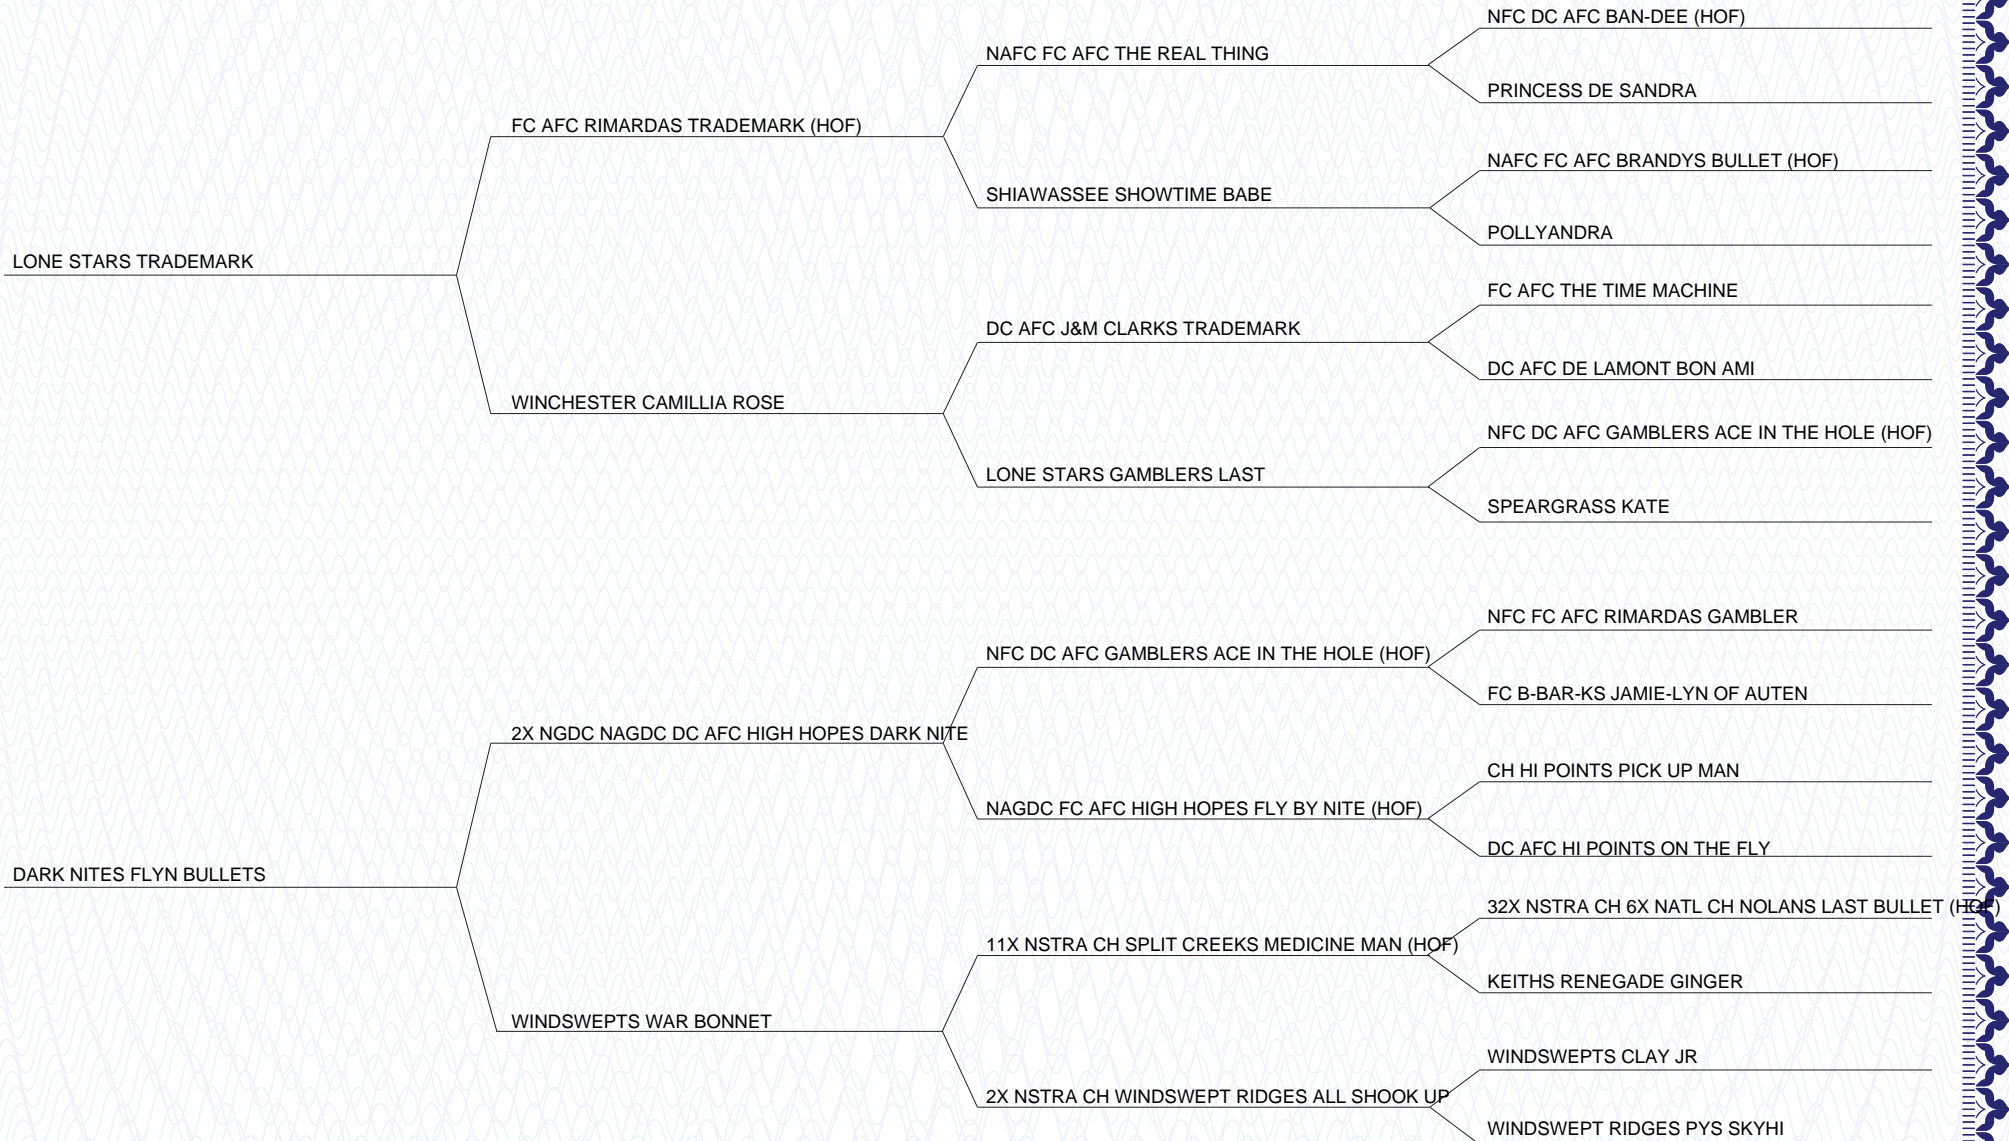 NFC DC AFC BAN-DEE (HOF)
NAFC FC AFC THE REAL THING
PRINCESS DE SANDRA
FC AFC RIMARDAS TRADEMARK (HOF)
NAFC FC AFC BRANDYS BULLET (HOF)
SHIAWASSEE SHOWTIME BABE
POLLYANDRA
LONE STARS TRADEMARK
FC AFC THE TIME MACHINE
DC AFC J&M CLARKS TRADEMARK
DC AFC DE LAMONT BON AMI
WINCHESTER CAMILLIA ROSE
NFC DC AFC GAMBLERS ACE IN THE HOLE (HOF)
LONE STARS GAMBLERS LAST
SPEARGRASS KATE
NFC FC AFC RIMARDAS GAMBLER
NFC DC AFC GAMBLERS ACE IN THE HOLE (HOF)
FC B-BAR-KS JAMIE-LYN OF AUTEN
2X NGDC NAGDC DC AFC HIGH HOPES DARK NITE
CH HI POINTS PICK UP MAN
NAGDC FC AFC HIGH HOPES FLY BY NITE (HOF)
DC AFC HI POINTS ON THE FLY
DARK NITES FLYN BULLETS
32X NSTRA CH 6X NATL CH NOLANS LAST BULLET (HOF)
11X NSTRA CH SPLIT CREEKS MEDICINE MAN (HOF)
KEITHS RENEGADE GINGER
WINDSWEPTS WAR BONNET
WINDSWEPTS CLAY JR
2X NSTRA CH WINDSWEPT RIDGES ALL SHOOK UP
WINDSWEPT RIDGES PYS SKYHI